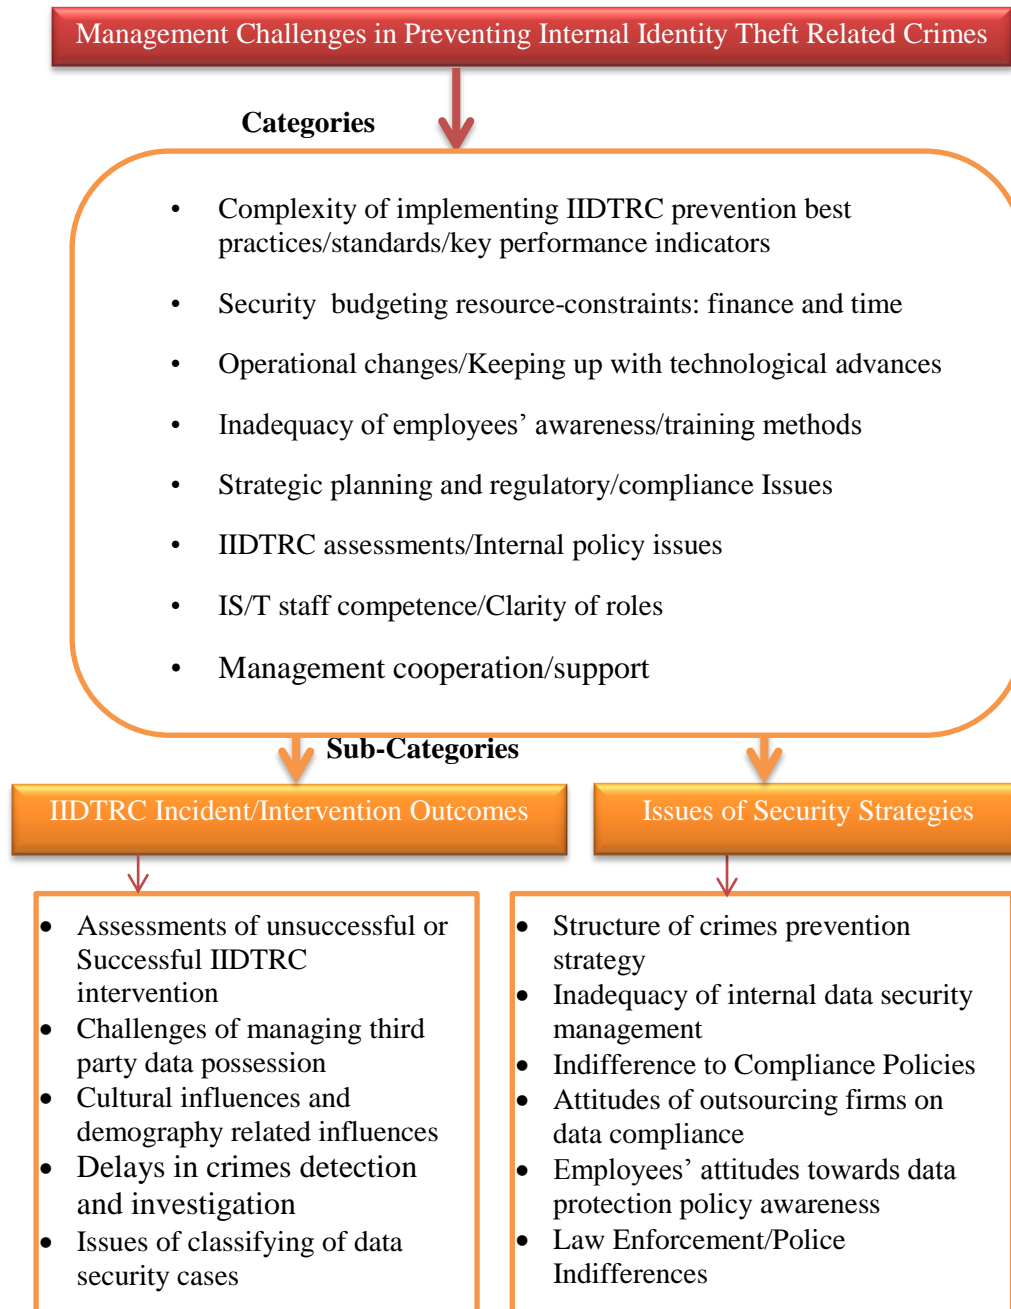 Management Challenges in Preventing Internal Identity Theft Related Crimes
Categories
• Complexity of implementing IIDTRC prevention best
practices/standards/key performance indicators
• Security budgeting resource-constraints: finance and time
• Operational changes/Keeping up with technological advances
• Inadequacy of employees’ awareness/training methods
• Strategic planning and regulatory/compliance Issues
• IIDTRC assessments/Internal policy issues
• IS/T staff competence/Clarity of roles
• Management cooperation/support
Sub-Categories
IIDTRC Incident/Intervention Outcomes
• Assessments of unsuccessful or
Successful IIDTRC
intervention
• Challenges of managing third
party data possession
• Cultural influences and
demography related influences
• Delays in crimes detection
and investigation
• Issues of classifying of data
security cases
Issues of Security Strategies
• Structure of crimes prevention
strategy
• Inadequacy of internal data security
management
• Indifference to Compliance Policies
• Attitudes of outsourcing firms on
data compliance
• Employees’ attitudes towards data
protection policy awareness
• Law Enforcement/Police
Indifferences